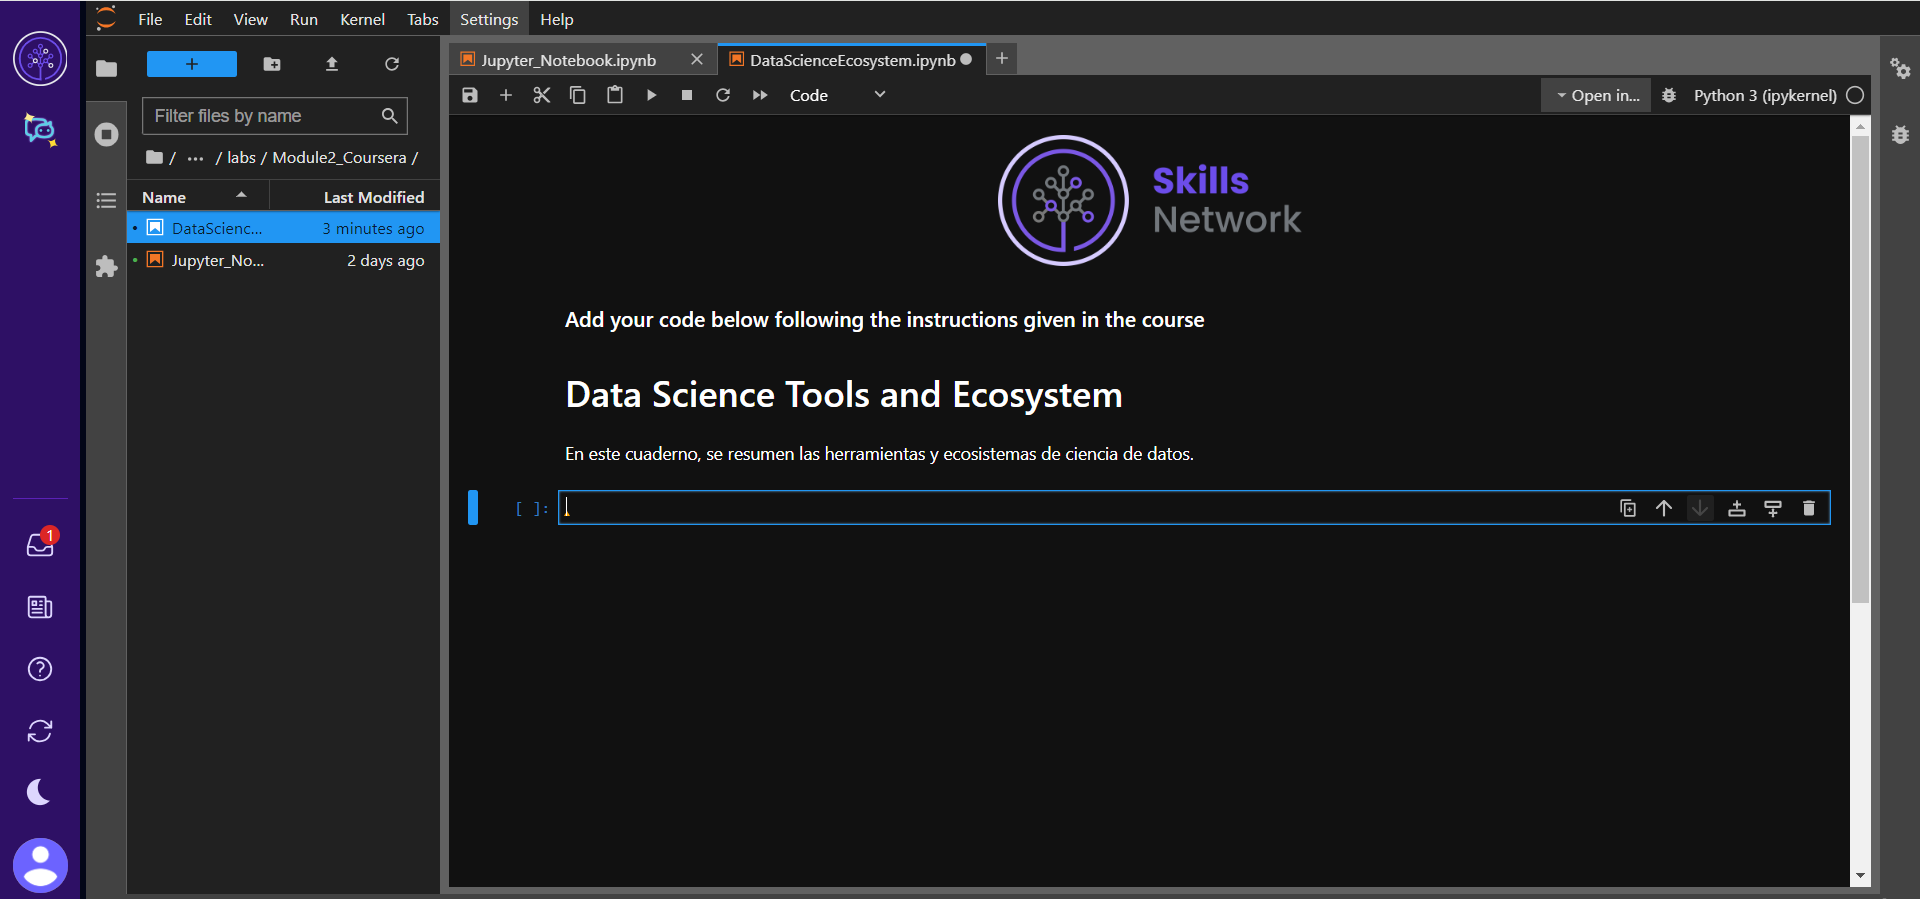 File Edit View Run Kernel Tabs Settings Help
Filter files by name
/ ··· / labs / Module2_Coursera /
Name Last Modified
DataScienc... 3 minutes ago
Jupyter_No... 2 days ago
Jupyter_Notebook.ipynb
DataScienceEcosystem.ipynb
Code
Open in...
Python 3 (ipykernel)
Skills
Network
Add your code below following the instructions given in the course
Data Science Tools and Ecosystem
En este cuaderno, se resumen las herramientas y ecosistemas de ciencia de datos.
[ ]:
1